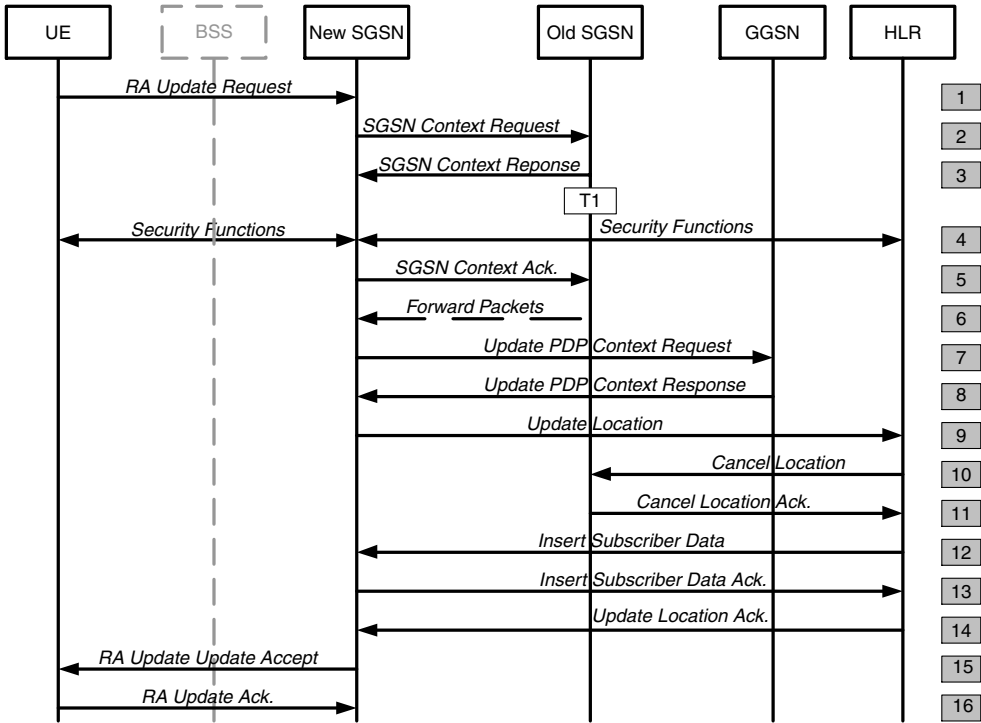 UE
BSS
New SGSN
Old SGSN
GGSN
HLR
RA Update Request
1
SGSN Context Request
2
SGSN Context Reponse
3
T1
Security Functions
Security Functions
4
SGSN Context Ack.
5
Forward Packets
6
Update PDP Context Request
7
Update PDP Context Response
8
Update Location
9
Cancel Location
10
Cancel Location Ack.
11
Insert Subscriber Data
12
Insert Subscriber Data Ack.
13
Update Location Ack.
14
RA Update Update Accept
15
RA Update Ack.
16